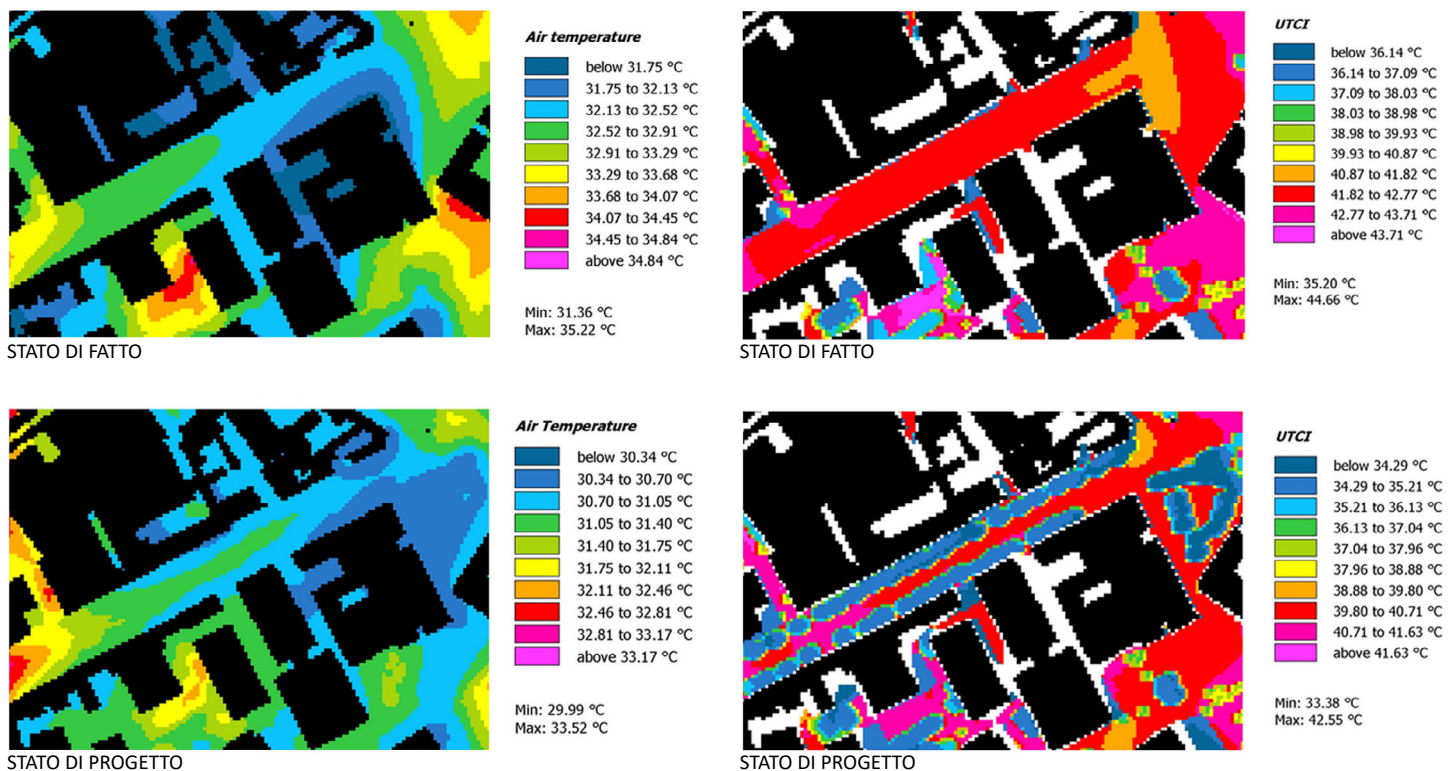 Air temperature
below 31.75 °C
31.75 to 32.13 °C
32.13 to 32.52 °C
32.52 to 32.91 °C
32.91 to 33.29 °C
33.29 to 33.68 °C
33.68 to 34.07 °C
34.07 to 34.45 °C
34.45 to 34.84 °C
above 34.84 °C
Min: 31.36 °C
Max: 35.22 °C
STATO DI FATTO
UTCI
below 36.14 °C
36.14 to 37.09 °C
37.09 to 38.03 °C
38.03 to 38.98 °C
38.98 to 39.93 °C
39.93 to 40.87 °C
40.87 to 41.82 °C
41.82 to 42.77 °C
42.77 to 43.71 °C
above 43.71 °C
Min: 35.20 °C
Max: 44.66 °C
STATO DI FATTO
Air Temperature
below 30.34 °C
30.34 to 30.70 °C
30.70 to 31.05 °C
31.05 to 31.40 °C
31.40 to 31.75 °C
31.75 to 32.11 °C
32.11 to 32.46 °C
32.46 to 32.81 °C
32.81 to 33.17 °C
above 33.17 °C
Min: 29.99 °C
Max: 33.52 °C
STATO DI PROGETTO
UTCI
below 34.29 °C
34.29 to 35.21 °C
35.21 to 36.13 °C
36.13 to 37.04 °C
37.04 to 37.96 °C
37.96 to 38.88 °C
38.88 to 39.80 °C
39.80 to 40.71 °C
40.71 to 41.63 °C
above 41.63 °C
Min: 33.38 °C
Max: 42.55 °C
STATO DI PROGETTO